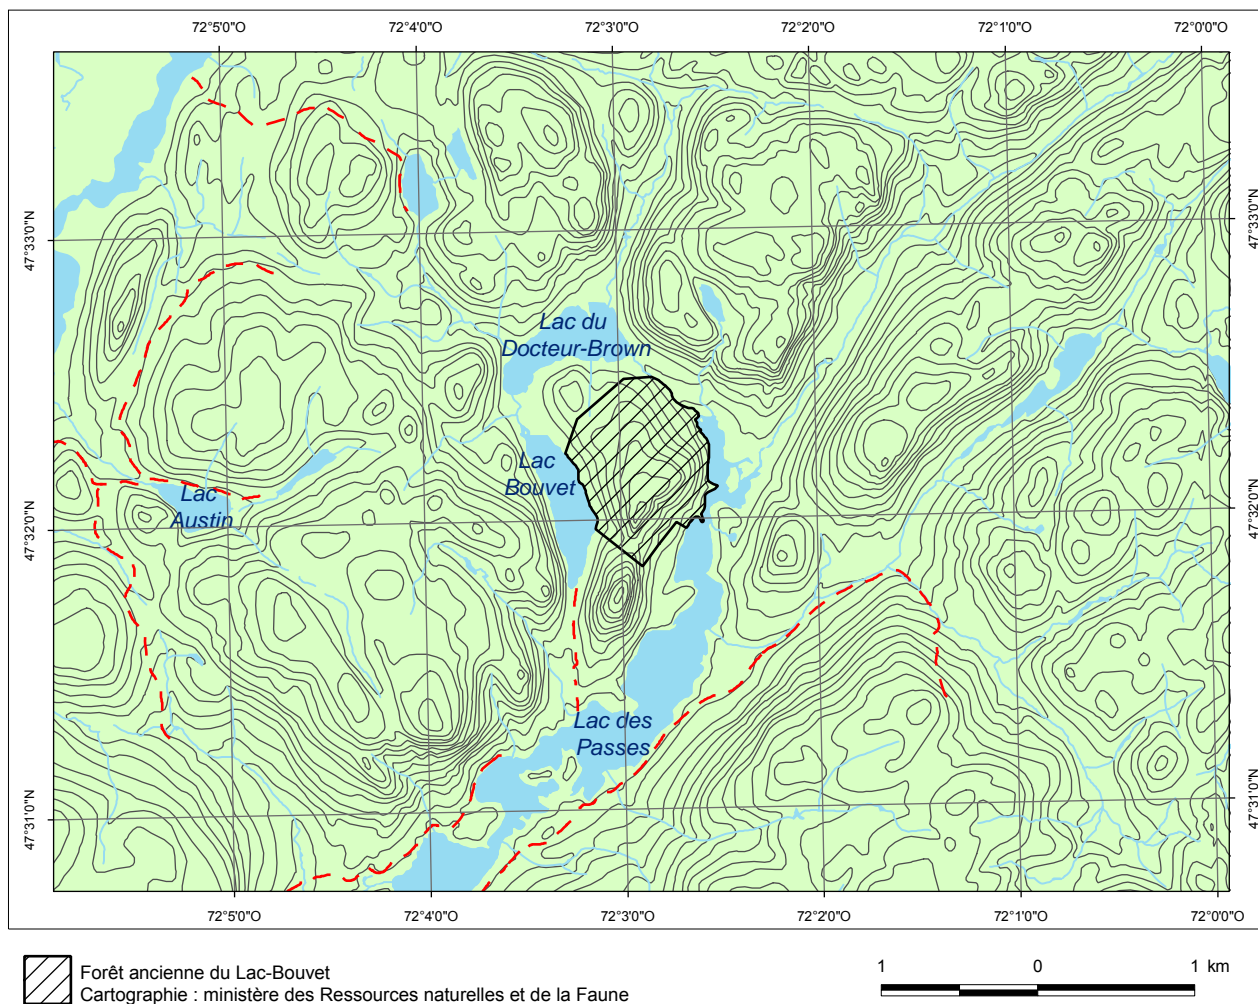 72°5'0"O 72°4'0"O 72°3'0"O 72°20'0"O 72°1'0"O 72°00'0"O
47°33'0"N
47°33'0"N
Lac du
Docteur-Brown
Lac
Bouvet
Lac
Austin
47°32'0"N
47°32'0"N
Lac des
Passes
47°31'0"N
47°31'0"N
72°5'0"O 72°4'0"O 72°3'0"O 72°20'0"O 72°1'0"O 72°0'0"O
Forêt ancienne du Lac-Bouvet
Cartographie : ministère des Ressources naturelles et de la Faune
1 0 1 km